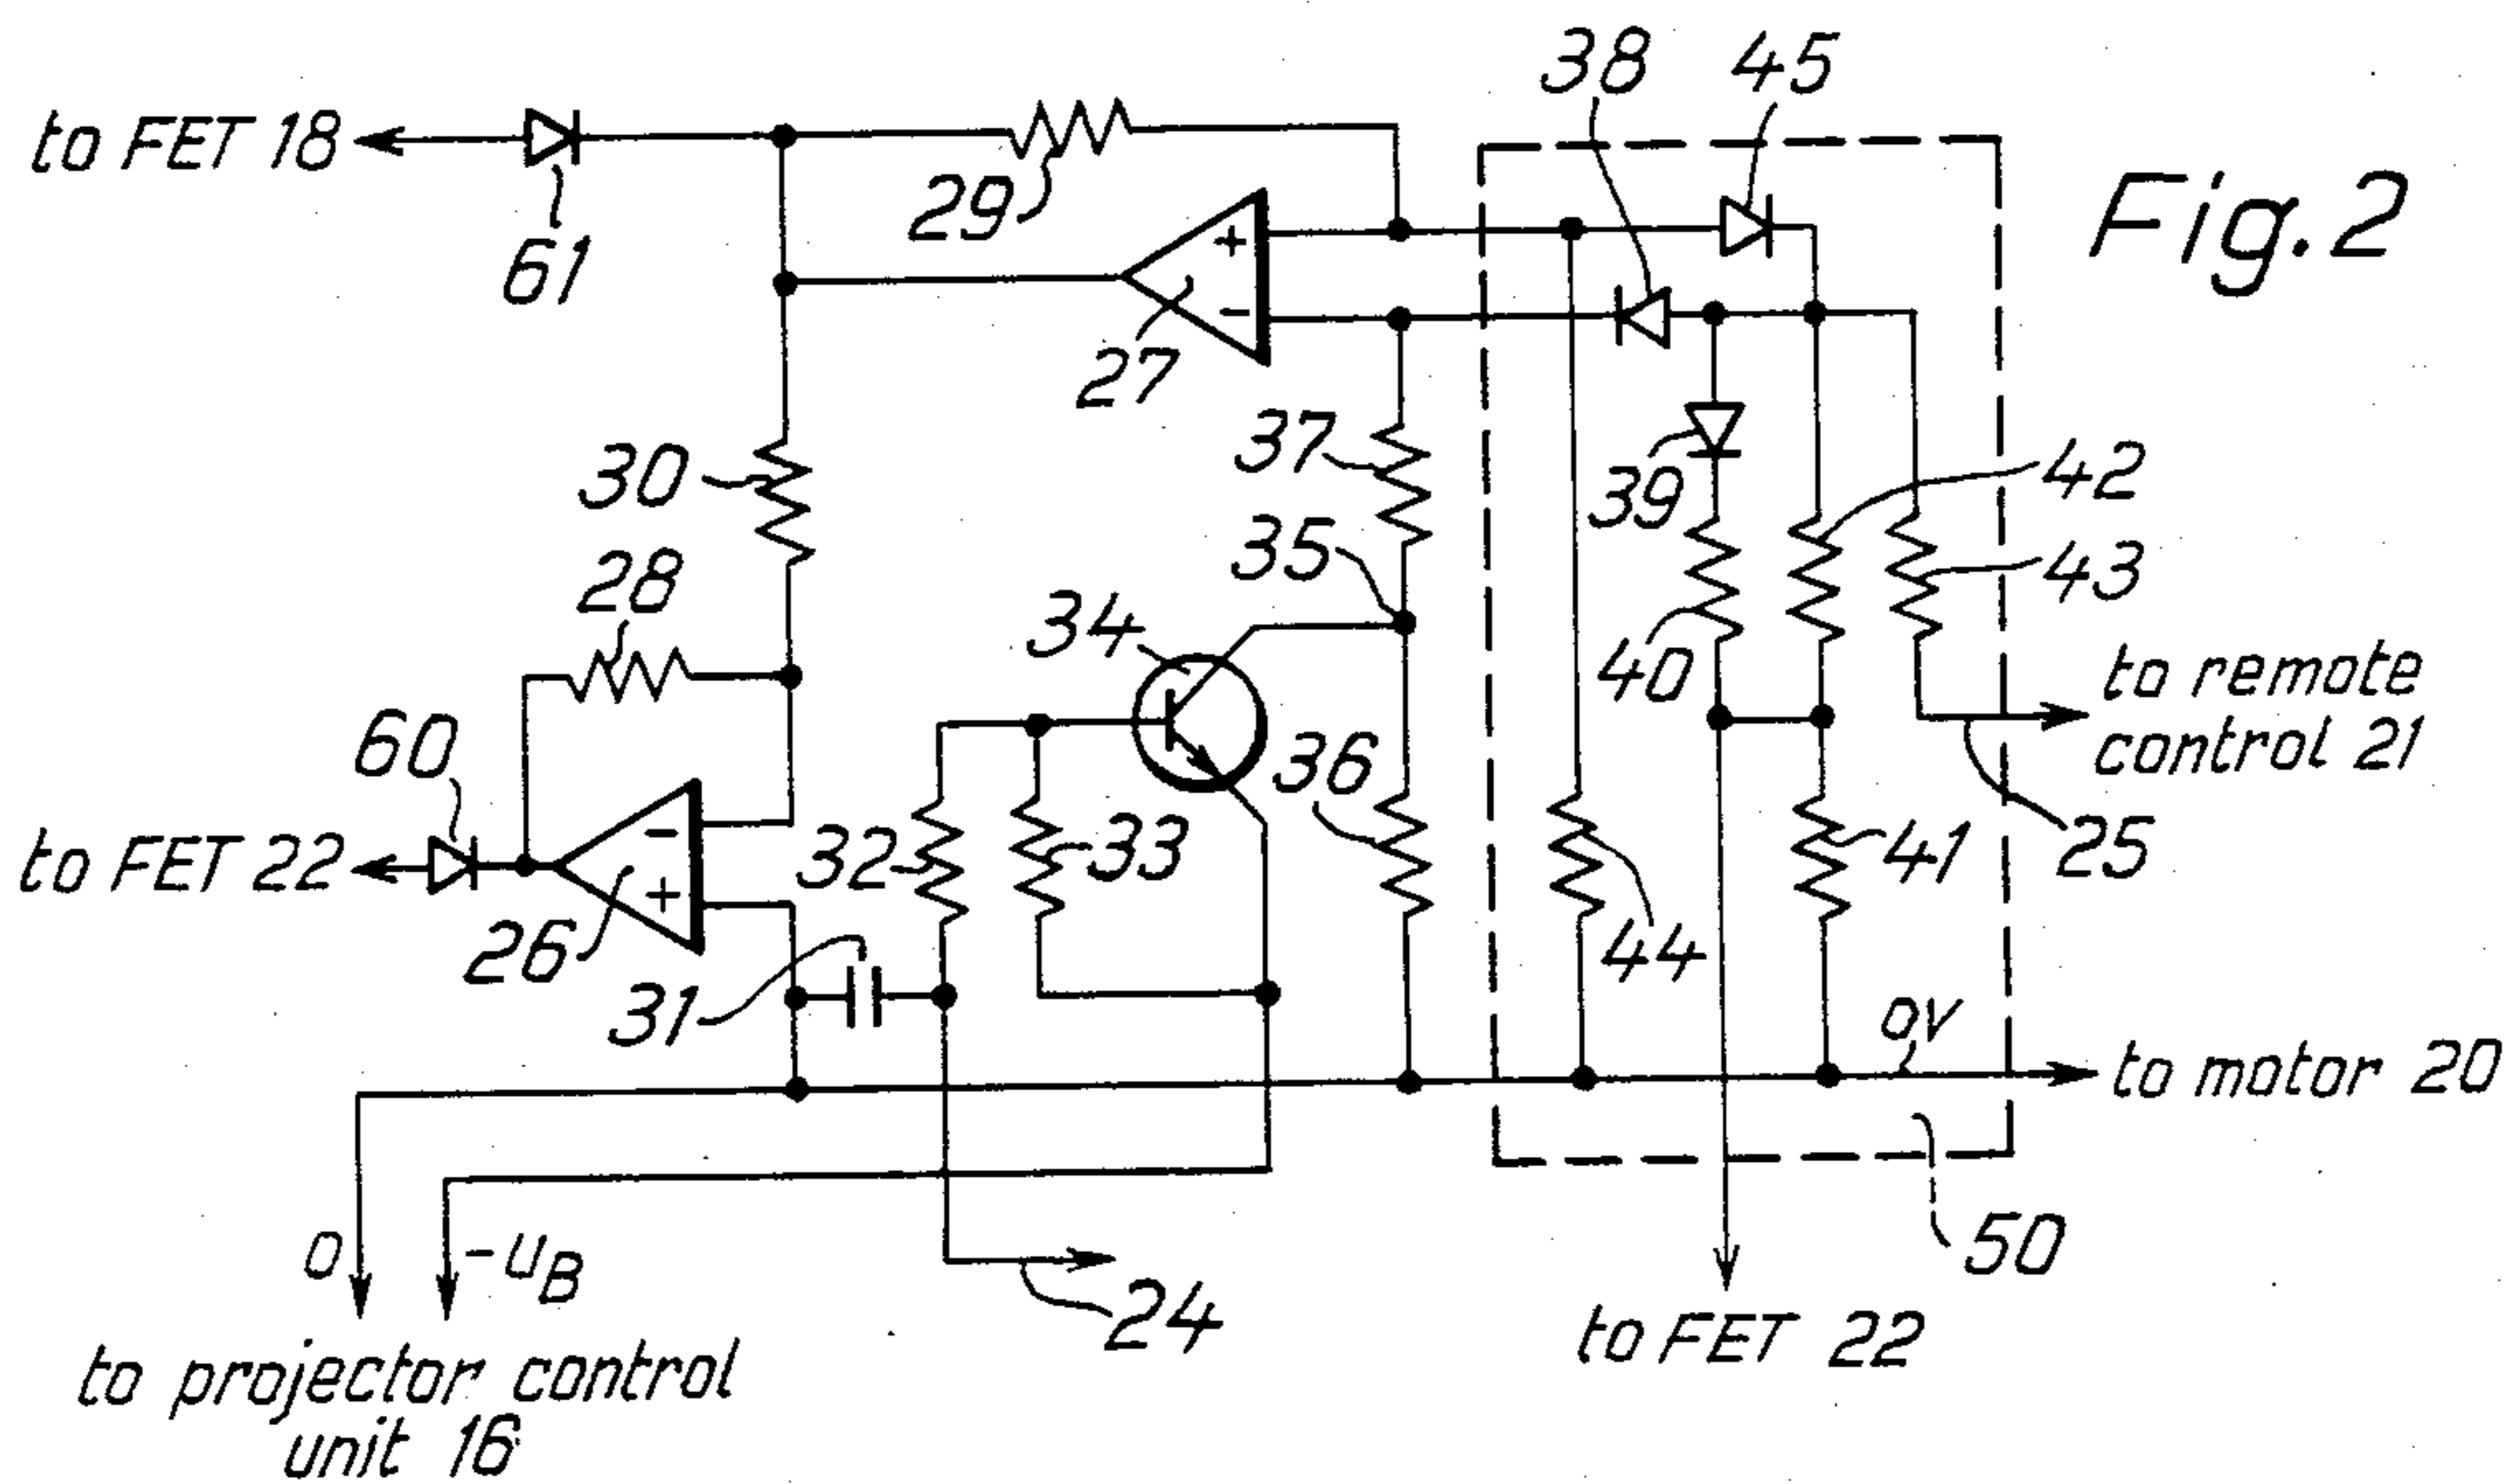 38 45
to FET 18
29
Fig.2
61
+
-
27
37
30
39
42
35
43
28
34
40
to remote
control 21
60
36
-
32
33
41
25
to FET 22
+
26
44
31
0V
to motor 20
0
-UB
50
24
to FET 22
to projector control
unit 16